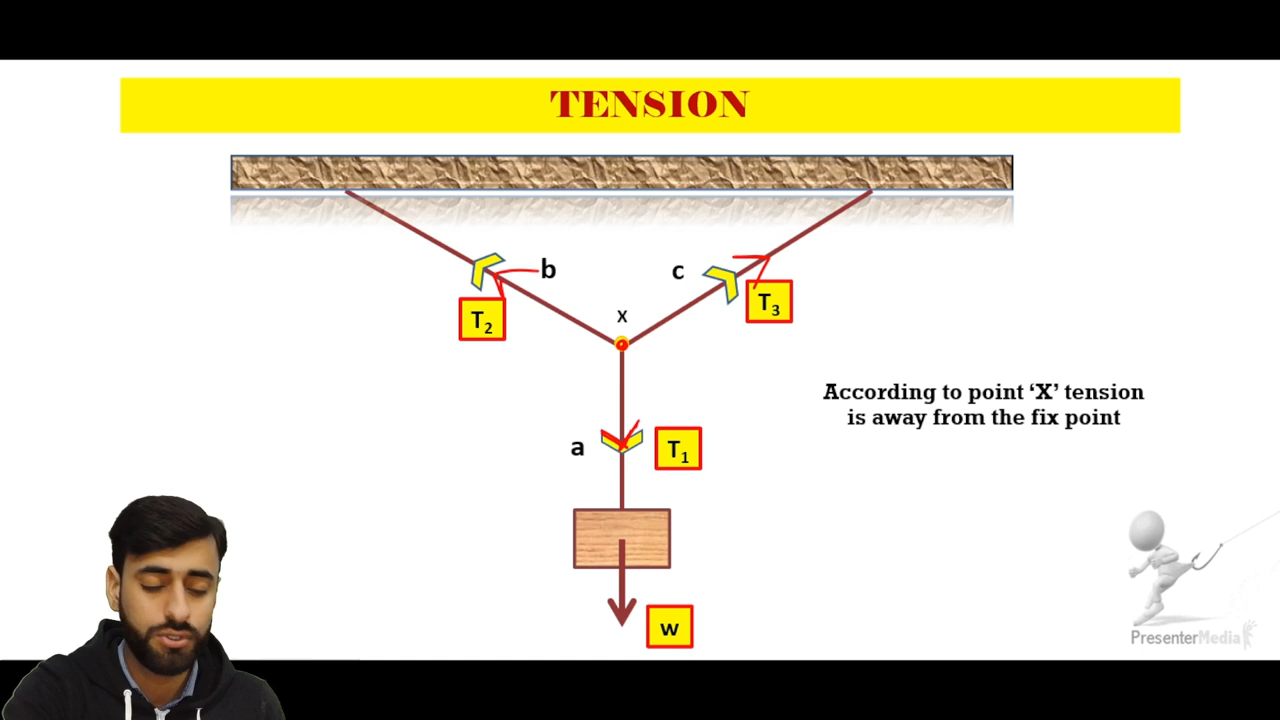 TENSION
b
c
T₂
x
T₃
According to point ‘X’ tension
is away from the fix point
a
T₁
w
PresenterMedia